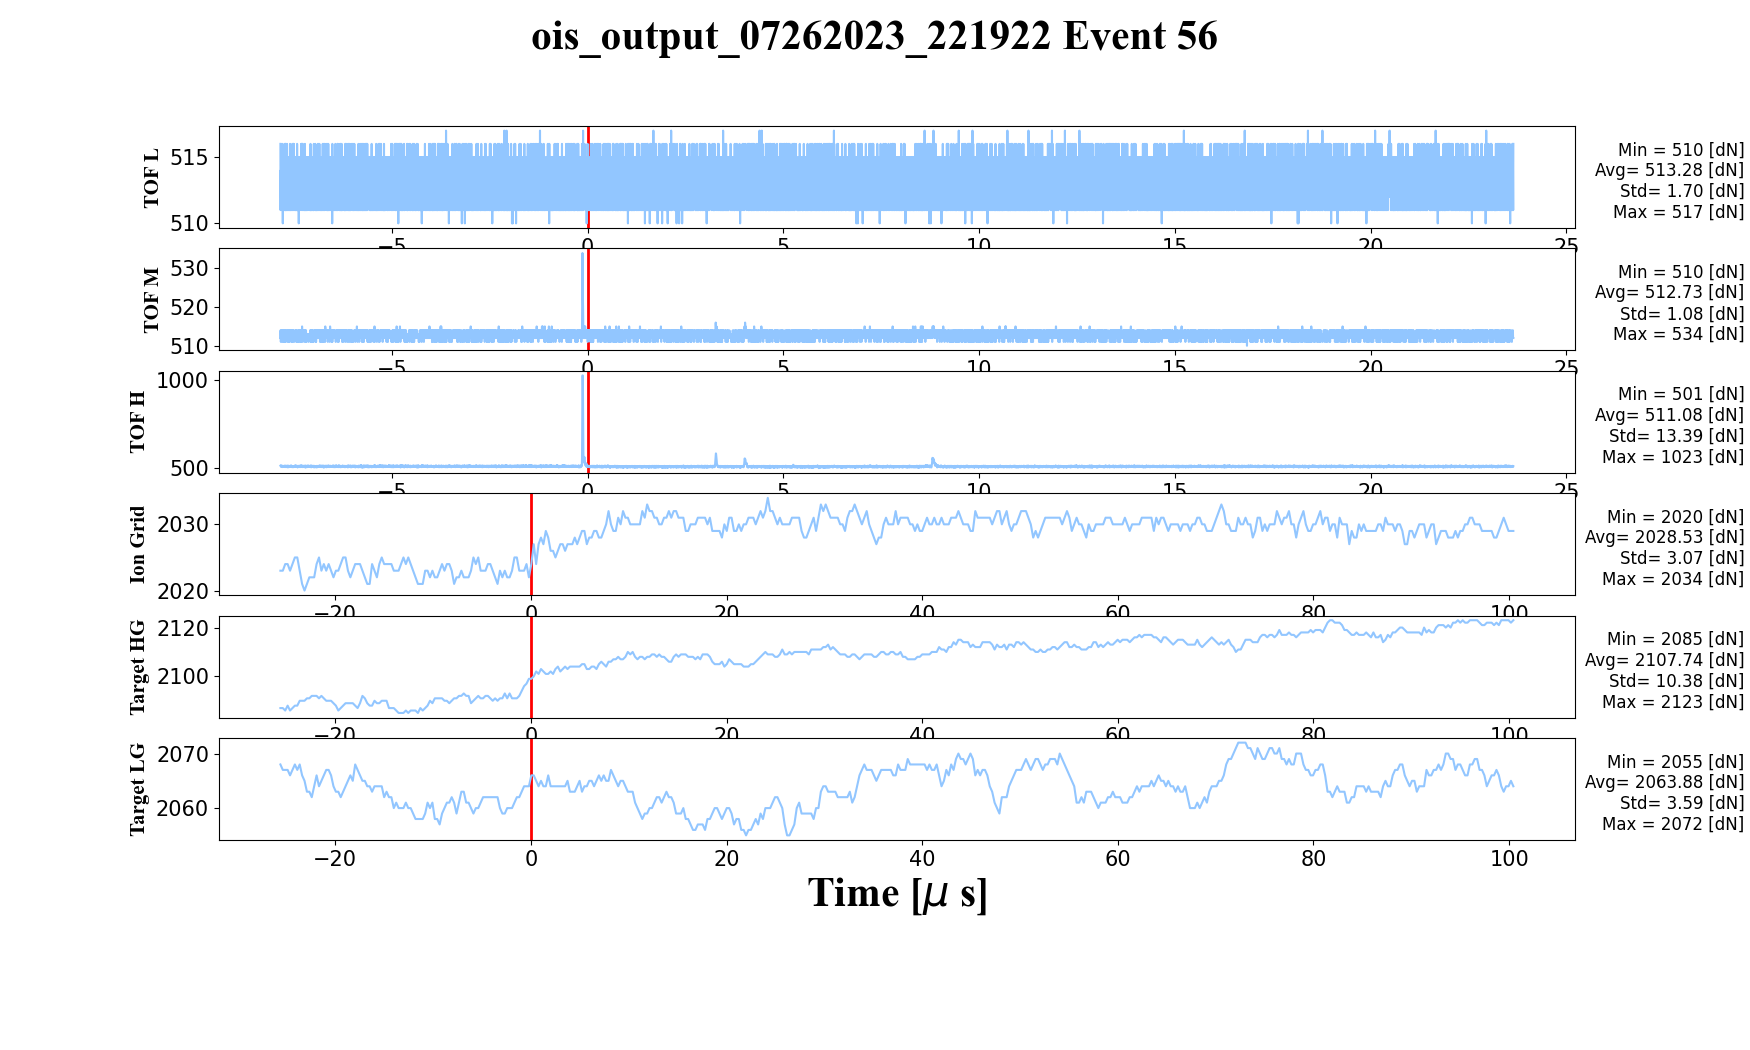 ois_output_07262023_221922 Event 56
TOF L
515
510
−5 0 5 10 15 20 25
Min = 510 [dN]
Avg= 513.28 [dN]
Std= 1.70 [dN]
Max = 517 [dN]
TOF M
530
520
510
−5 0 5 10 15 20 25
Min = 510 [dN]
Avg= 512.73 [dN]
Std= 1.08 [dN]
Max = 534 [dN]
TOF H
1000
500
−5 0 5 10 15 20 25
Min = 501 [dN]
Avg= 511.08 [dN]
Std= 13.39 [dN]
Max = 1023 [dN]
Ion Grid
2030
2020
−20 0 20 40 60 80 100
Min = 2020 [dN]
Avg= 2028.53 [dN]
Std= 3.07 [dN]
Max = 2034 [dN]
Target HG
2120
2100
−20 0 20 40 60 80 100
Min = 2085 [dN]
Avg= 2107.74 [dN]
Std= 10.38 [dN]
Max = 2123 [dN]
Target LG
2070
2060
−20 0 20 40 60 80 100
Min = 2055 [dN]
Avg= 2063.88 [dN]
Std= 3.59 [dN]
Max = 2072 [dN]
Time [μ s]